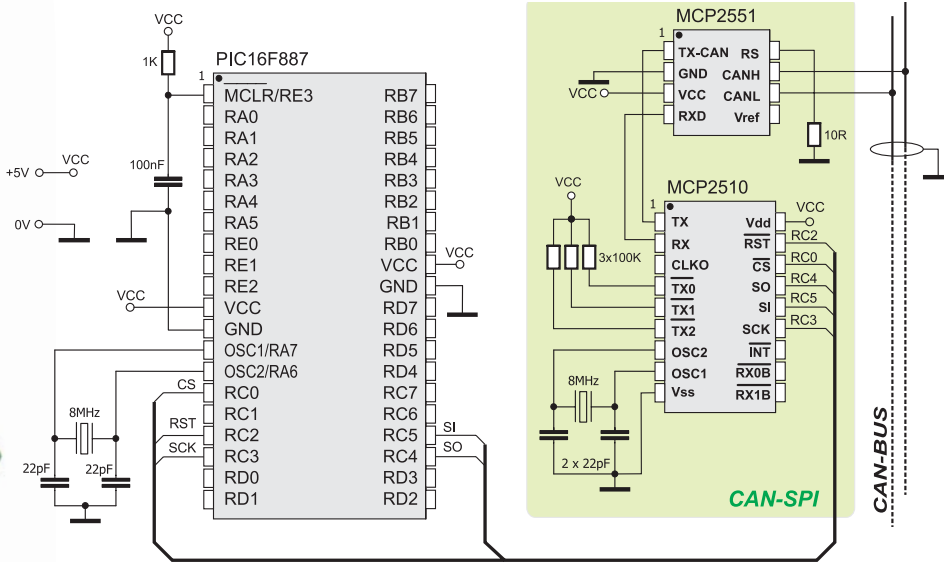 VCC
1K
100nF
+5V
VCC
0V
VCC
PIC16F887
1
MCLR/RE3
RA0
RA1
RA2
RA3
RA4
RA5
RE0
RE1
RE2
VCC
GND
OSC1/RA7
OSC2/RA6
RC0
RC1
RC2
RC3
RD0
RD1
RB7
RB6
RB5
RB4
RB3
RB2
RB1
RB0
VCC
GND
RD7
RD6
RD5
RD4
RC7
RC6
RC5
RC4
RD3
RD2
VCC
CS
RST
SCK
SI
SO
8MHz
22pF
22pF
MCP2551
1
TX-CAN
GND
VCC
RXD
RS
CANH
CANL
Vref
VCC
10R
MCP2510
1
TX
RX
CLKO
TX0
TX1
TX2
OSC2
OSC1
Vss
Vdd
RST
CS
SO
SI
SCK
INT
RX0B
RX1B
VCC
RC2
RC0
RC4
RC5
RC3
VCC
3x100K
8MHz
2 x 22pF
CAN-SPI
CAN-BUS